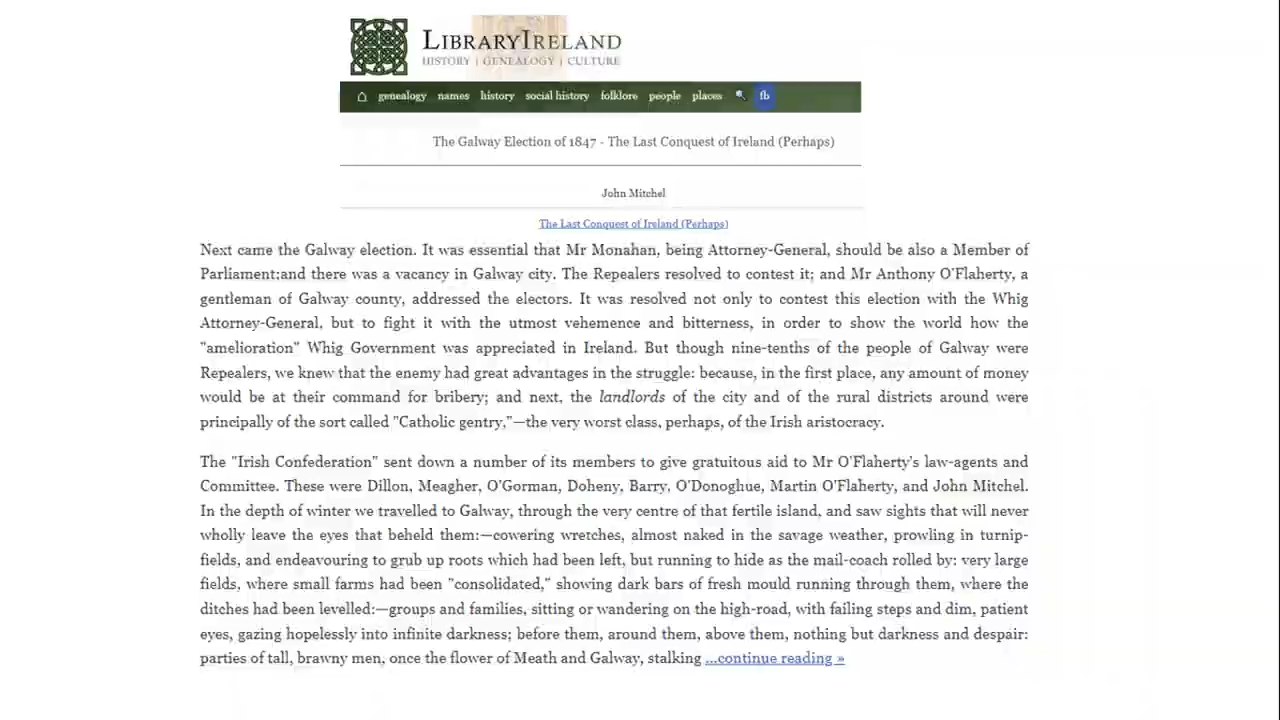 LIBRARYIRELAND
HISTORY | GENEALOGY | CULTURE
genealogy names history social history folklore people places fb
The Galway Election of 1847 - The Last Conquest of Ireland (Perhaps)
John Mitchel
The Last Conquest of Ireland (Perhaps)
Next came the Galway election. It was essential that Mr Monahan, being Attorney-General, should be also a Member of
Parliament:and there was a vacancy in Galway city. The Repealers resolved to contest it; and Mr Anthony O'Flaherty, a
gentleman of Galway county, addressed the electors. It was resolved not only to contest this election with the Whig
Attorney-General, but to fight it with the utmost vehemence and bitterness, in order to show the world how the
"amelioration" Whig Government was appreciated in Ireland. But though nine-tenths of the people of Galway were
Repealers, we knew that the enemy had great advantages in the struggle: because, in the first place, any amount of money
would be at their command for bribery; and next, the landlords of the city and of the rural districts around were
principally of the sort called "Catholic gentry,"—the very worst class, perhaps, of the Irish aristocracy.
The "Irish Confederation" sent down a number of its members to give gratuitous aid to Mr O'Flaherty's law-agents and
Committee. These were Dillon, Meagher, O'Gorman, Doheny, Barry, O'Donoghue, Martin O'Flaherty, and John Mitchel.
In the depth of winter we travelled to Galway, through the very centre of that fertile island, and saw sights that will never
wholly leave the eyes that beheld them:—cowering wretches, almost naked in the savage weather, prowling in turnip-
fields, and endeavouring to grub up roots which had been left, but running to hide as the mail-coach rolled by: very large
fields, where small farms had been "consolidated," showing dark bars of fresh mould running through them, where the
ditches had been levelled:—groups and families, sitting or wandering on the high-road, with failing steps and dim, patient
eyes, gazing hopelessly into infinite darkness; before them, around them, above them, nothing but darkness and despair:
parties of tall, brawny men, once the flower of Meath and Galway, stalking ...continue reading »